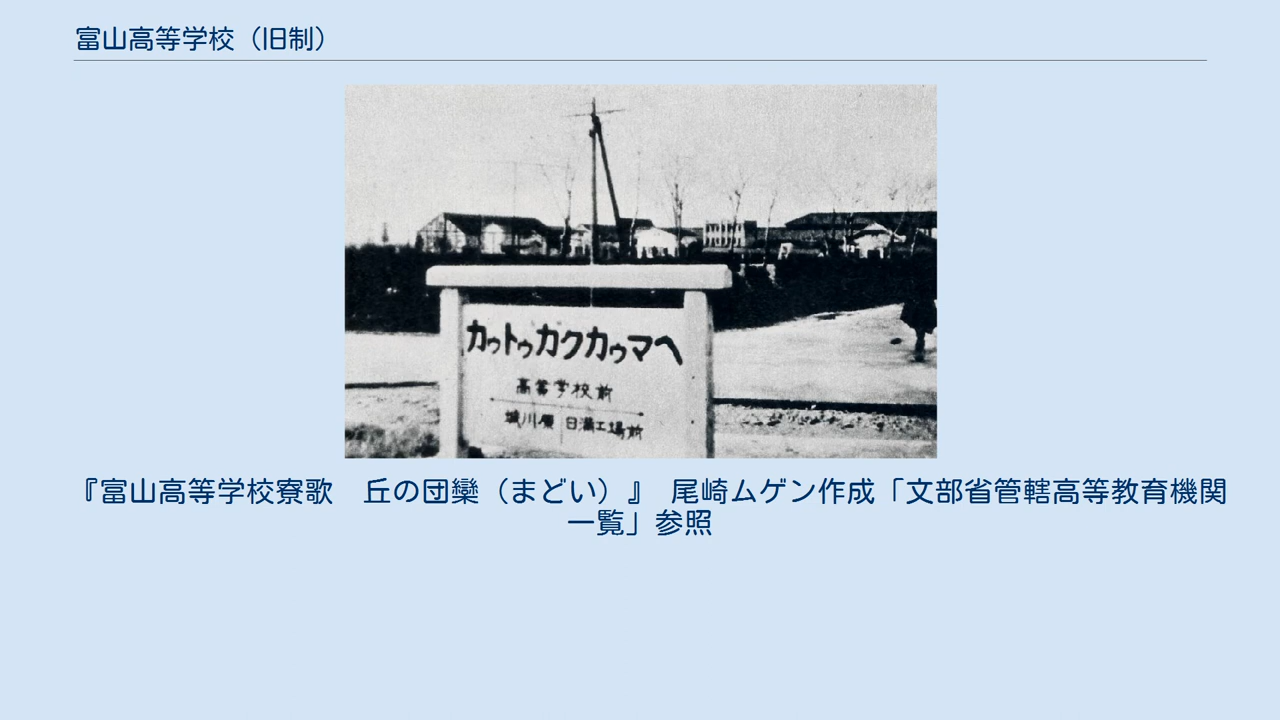 富山高等学校（旧制）
カゥトゥカクカゥマヘ
高等学校前
城川原 日満工場前
『富山高等学校寮歌　丘の団欒（まどい）』 尾崎ムゲン作成「文部省管轄高等教育機関
一覧」参照